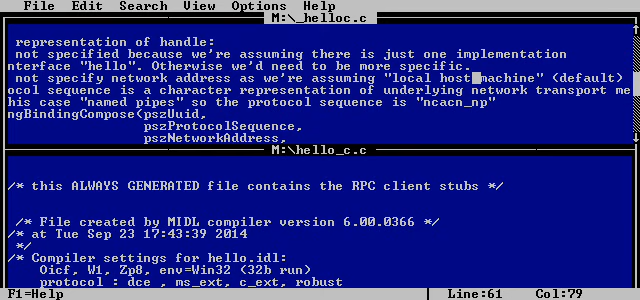 File Edit Search View Options Help
M:\_helloc.c
representation of handle:
not specified because we're assuming there is just one implementation
nterface "hello". Otherwise we'd need to be more specific.
not specify network address as we're assuming "local host machine" (default)
ocol sequence is a character representation of underlying network transport me
his case "named pipes" so the protocol sequence is "ncacn_np"
ngBindingCompose(pszUuid,
pszProtocolSequence,
pszNetworkAddress,
M:\hello_c.c
/* this ALWAYS GENERATED file contains the RPC client stubs */
/* File created by MIDL compiler version 6.00.0366 */
/* at Tue Sep 23 17:43:39 2014
*/
/* Compiler settings for hello.idl:
Oicf, W1, Zp8, env=Win32 (32b run)
protocol : dce , ms_ext, c_ext, robust
F1=Help Line:61 Col:79